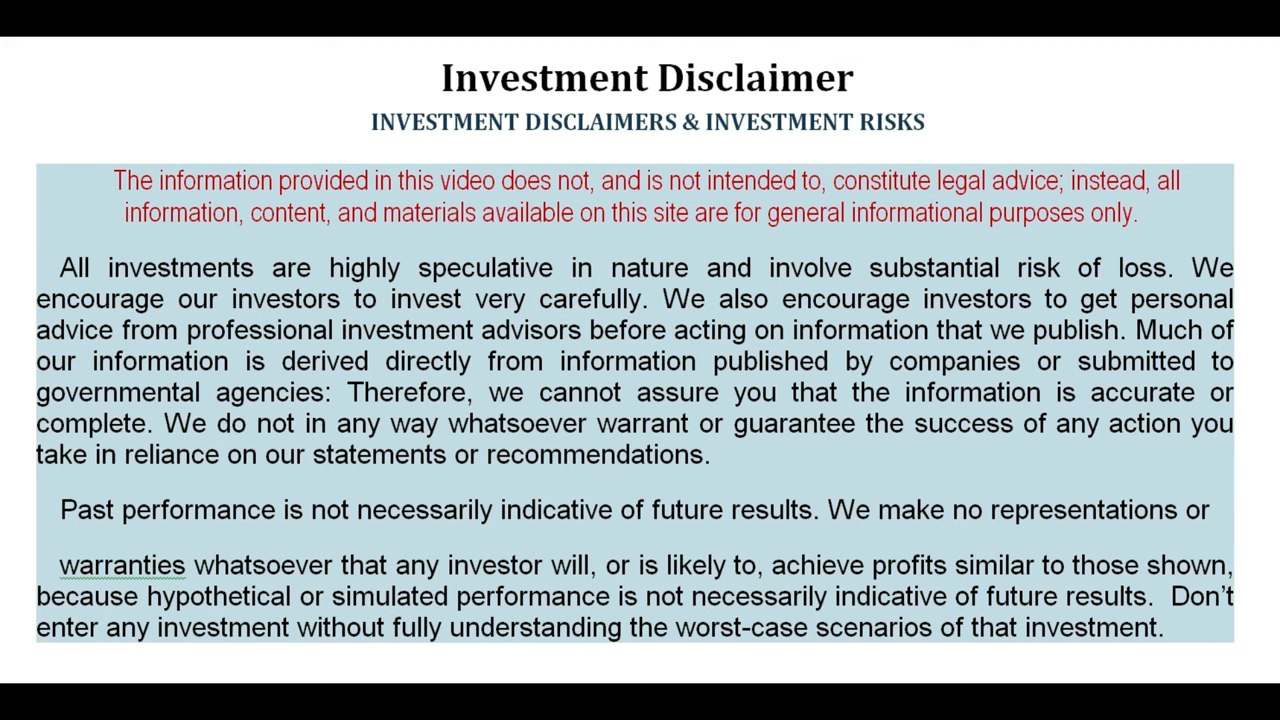 Investment Disclaimer
INVESTMENT DISCLAIMERS & INVESTMENT RISKS
The information provided in this video does not, and is not intended to, constitute legal advice; instead, all
information, content, and materials available on this site are for general informational purposes only.
All investments are highly speculative in nature and involve substantial risk of loss. We
encourage our investors to invest very carefully. We also encourage investors to get personal
advice from professional investment advisors before acting on information that we publish. Much of
our information is derived directly from information published by companies or submitted to
governmental agencies: Therefore, we cannot assure you that the information is accurate or
complete. We do not in any way whatsoever warrant or guarantee the success of any action you
take in reliance on our statements or recommendations.
Past performance is not necessarily indicative of future results. We make no representations or
warranties whatsoever that any investor will, or is likely to, achieve profits similar to those shown,
because hypothetical or simulated performance is not necessarily indicative of future results.  Don’t
enter any investment without fully understanding the worst-case scenarios of that investment.